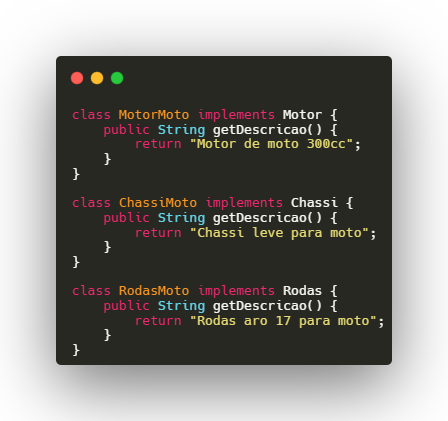 class MotorMoto implements Motor {
    public String getDescricao() {
        return "Motor de moto 300cc";
    }
}

class ChassiMoto implements Chassi {
    public String getDescricao() {
        return "Chassi leve para moto";
    }
}

class RodasMoto implements Rodas {
    public String getDescricao() {
        return "Rodas aro 17 para moto";
    }
}